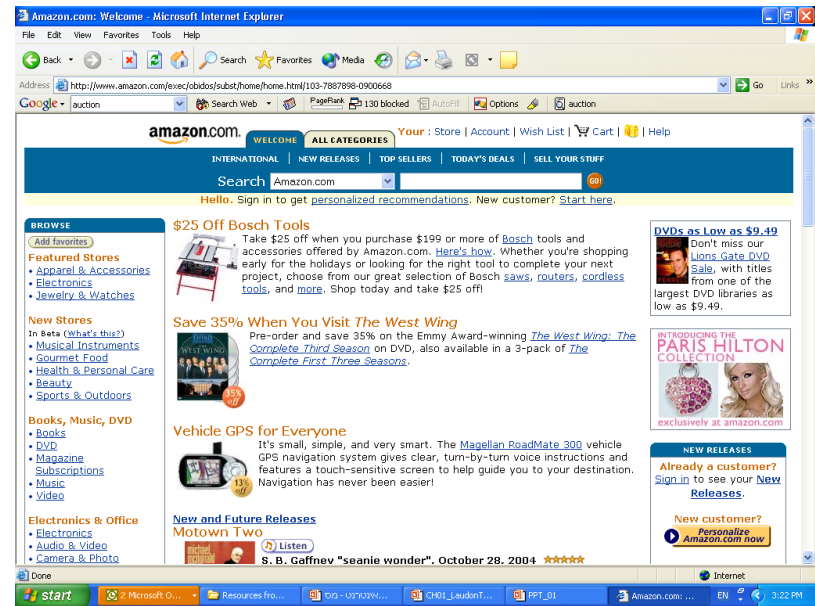 Amazon.com: Welcome - Microsoft Internet Explorer
File Edit View Favorites Tools Help
Back Search Favorites Media
Address http://www.amazon.com/exec/obidos/subst/home/home.html/103-7887898-0900668 Go Links »
Google auction Search Web PageRank 130 blocked AutoFill Options auction
amazon.com. WELCOME ALL CATEGORIES Your : Store | Account | Wish List | Cart | | Help
INTERNATIONAL | NEW RELEASES | TOP SELLERS | TODAY'S DEALS | SELL YOUR STUFF
Search Amazon.com GO!
Hello. Sign in to get personalized recommendations. New customer? Start here.
BROWSE
Add favorites
Featured Stores
• Apparel & Accessories
• Electronics
• Jewelry & Watches
New Stores
In Beta (What's this?)
• Musical Instruments
• Gourmet Food
• Health & Personal Care
• Beauty
• Sports & Outdoors
Books, Music, DVD
• Books
• DVD
• Magazine
Subscriptions
• Music
• Video
Electronics & Office
• Electronics
• Audio & Video
• Camera & Photo
$25 Off Bosch Tools
Take $25 off when you purchase $199 or more of Bosch tools and
accessories offered by Amazon.com. Here's how. Whether you're shopping
early for the holidays or looking for the right tool to complete your next
project, choose from our great selection of Bosch saws, routers, cordless
tools, and more. Shop today and take $25 off!
Save 35% When You Visit The West Wing
Pre-order and save 35% on the Emmy Award-winning The West Wing: The
Complete Third Season on DVD, also available in a 3-pack of The
Complete First Three Seasons.
WEST WING
35%
off
Vehicle GPS for Everyone
It's small, simple, and very smart. The Magellan RoadMate 300 vehicle
GPS navigation system gives clear, turn-by-turn voice instructions and
features a touch-sensitive screen to help guide you to your destination.
Navigation has never been easier!
13%
off
New and Future Releases
Motown Two
michael
Listen
S. B. Gaffney "seanie wonder", October 28, 2004
DVDs as Low as $9.49
Don't miss our
Lions Gate DVD
Sale, with titles
from one of the
largest DVD libraries as
low as $9.49.
INTRODUCING THE
PARIS HILTON
COLLECTION
exclusively at amazon.com
NEW RELEASES
Already a customer?
Sign in to see your New
Releases.
New customer?
Personalize
Amazon.com now
Done Internet
start 2 Microsoft O... Resources fro... אינטרנט - מוס... CH01_LaudonT... PPT_01 Amazon.com: ... EN 3:22 PM